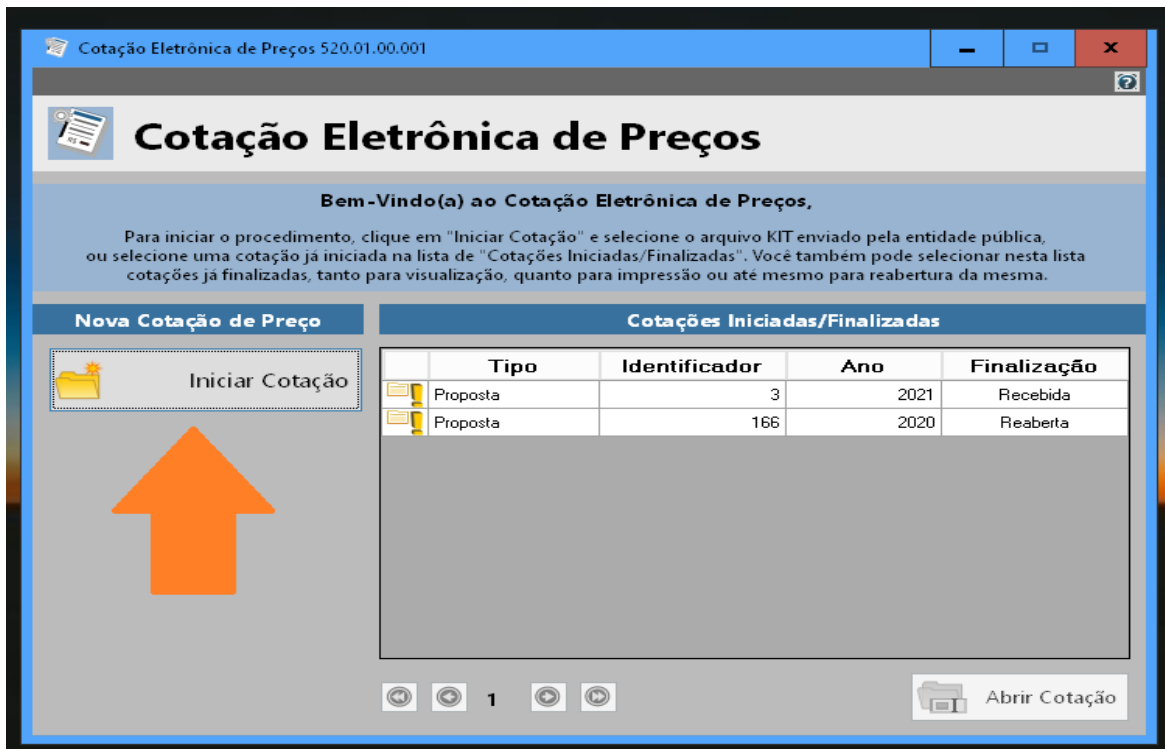 Cotação Eletrônica de Preços 520.01.00.001
Cotação Eletrônica de Preços
Bem-Vindo(a) ao Cotação Eletrônica de Preços,
Para iniciar o procedimento, clique em "Iniciar Cotação" e selecione o arquivo KIT enviado pela entidade pública,
ou selecione uma cotação já iniciada na lista de "Cotações Iniciadas/Finalizadas". Você também pode selecionar nesta lista
cotações já finalizadas, tanto para visualização, quanto para impressão ou até mesmo para reabertura da mesma.
Nova Cotação de Preço
Cotações Iniciadas/Finalizadas
Iniciar Cotação
Tipo Identificador Ano Finalização
Proposta 3 2021 Recebida
Proposta 166 2020 Reaberta
1
Abrir Cotação